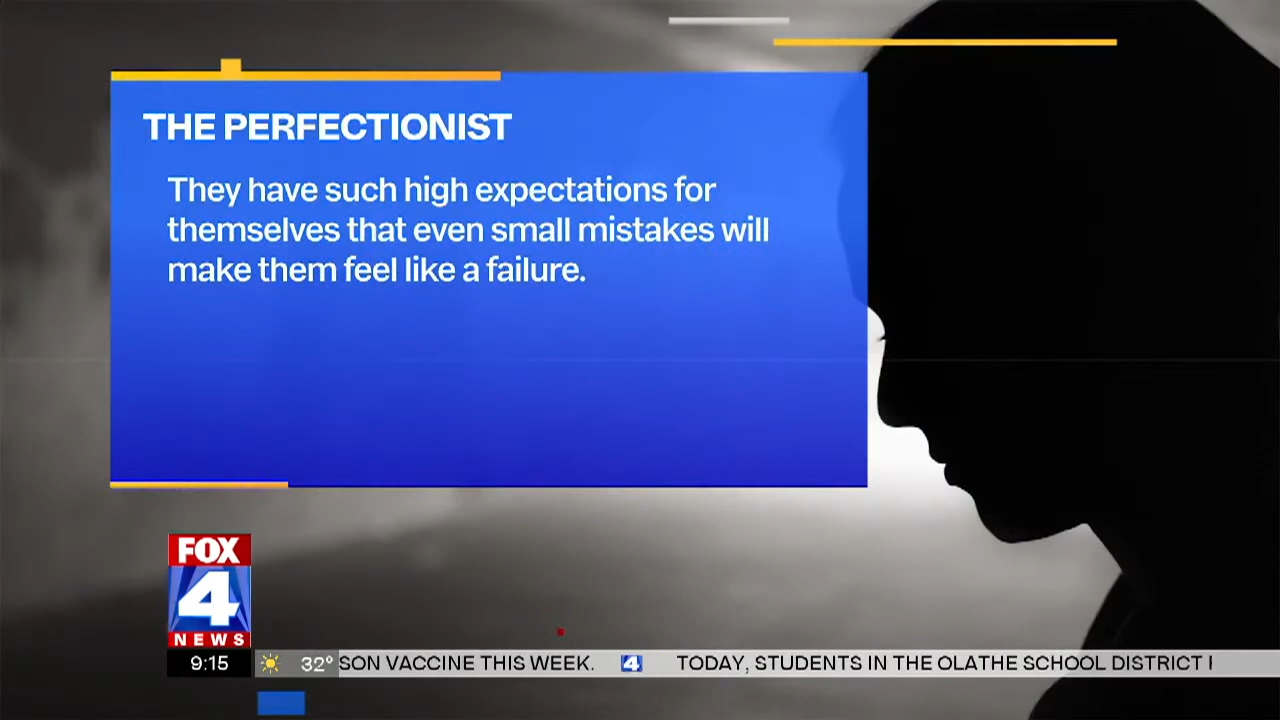 THE PERFECTIONIST
They have such high expectations for
themselves that even small mistakes will
make them feel like a failure.
FOX
4
NEWS
9:15 32° SON VACCINE THIS WEEK. 4 TODAY, STUDENTS IN THE OLATHE SCHOOL DISTRICT